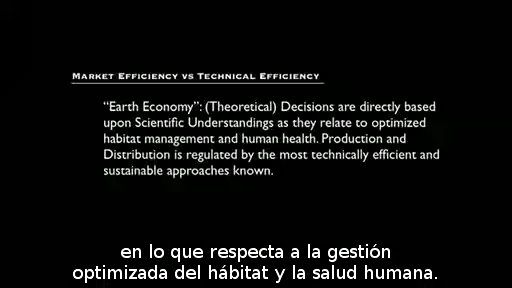 MARKET EFFICIENCY VS TECHNICAL EFFICIENCY
“Earth Economy”: (Theoretical) Decisions are directly based
upon Scientific Understandings as they relate to optimized
habitat management and human health. Production and
Distribution is regulated by the most technically efficient and
sustainable approaches known.
en lo que respecta a la gestión
optimizada del hábitat y la salud humana.